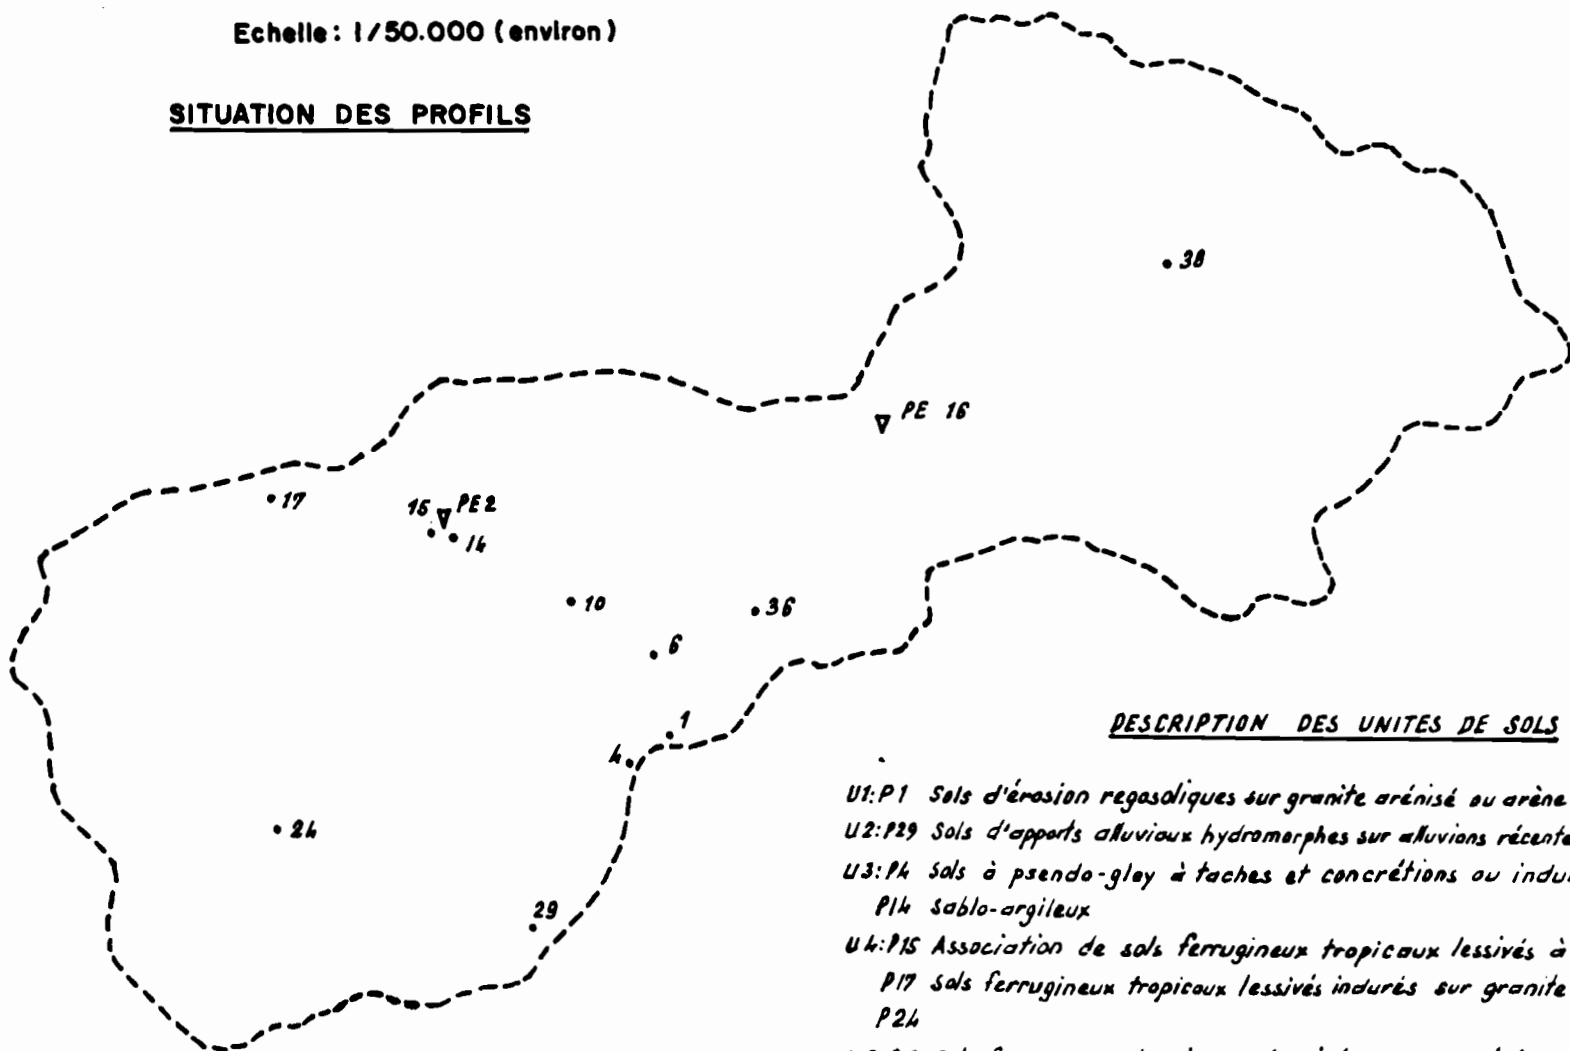 Echelle: 1/50.000 (environ)
SITUATION DES PROFILS
38
PE 16
17
15
PE2
14
10
36
6
1
4
24
29
DESCRIPTION DES UNITES DE SOLS
U1:P1 Sols d'érosion regosoliques sur granite arénisé ou arène
U2:P29 Sols d'apports alluviaux hydromorphes sur alluvions récente
U3:P4 Sols à psendo-gley à taches et concrétions ou indu
P14 Sablo-argileux
U4:P15 Association de sols ferrugineux tropicaux lessivés à
P17 Sols ferrugineux tropicaux lessivés indurés sur granite
P24